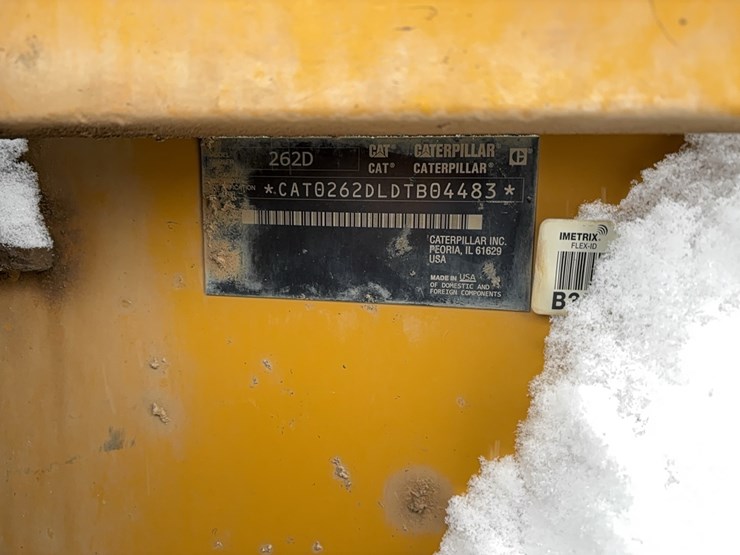 262D CAT® CATERPILLAR
CAT® CATERPILLAR®
*CAT0262DLDTB04483*
CATERPILLAR INC.
PEORIA, IL 61629
USA
MADE IN USA
OF DOMESTIC AND
FOREIGN COMPONENTS
IMETRIX
FLEX-ID